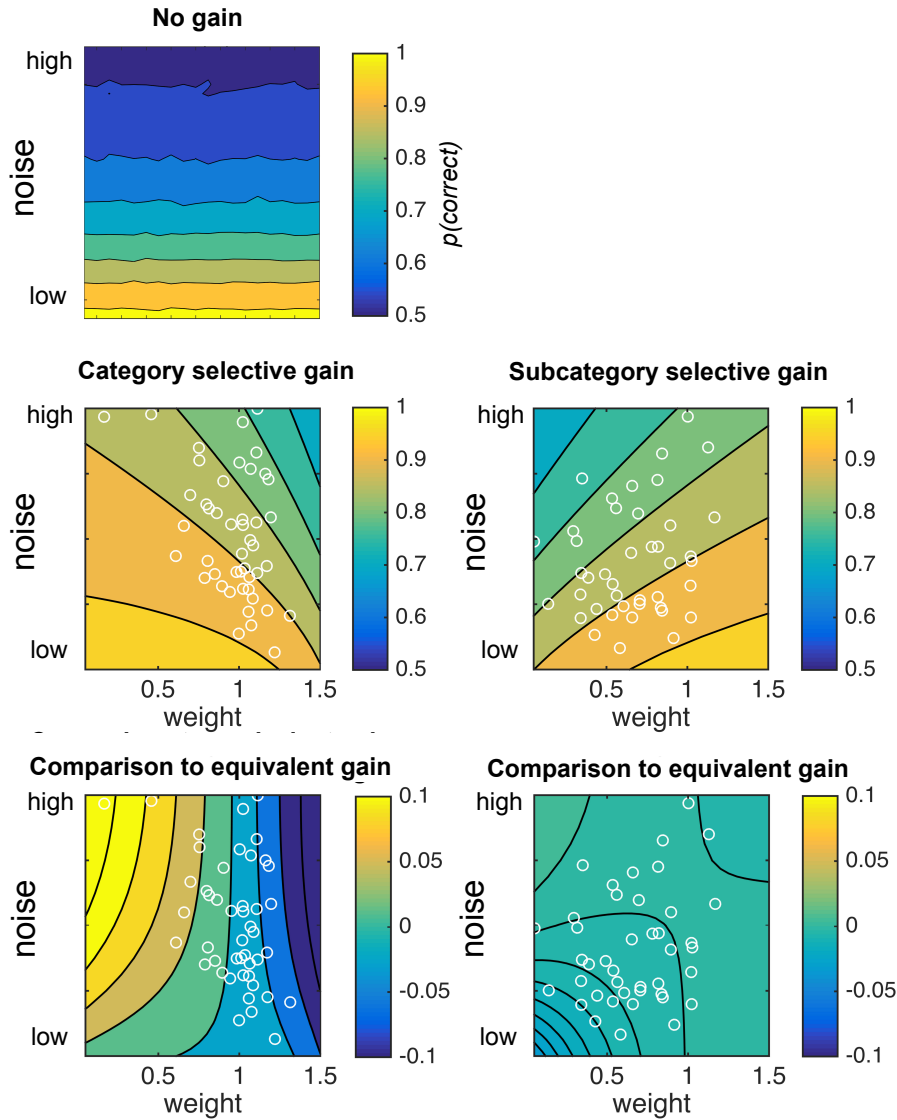 No gain
high
noise
low
1
0.9
0.8
0.7
0.6
0.5
p(correct)
Category selective gain
high
noise
low
0.5
1
1.5
weight
1
0.9
0.8
0.7
0.6
0.5
Subcategory selective gain
high
noise
low
0.5
1
1.5
weight
1
0.9
0.8
0.7
0.6
0.5
Comparison to equivalent gain
high
noise
low
0.5
1
1.5
weight
0.1
0.05
0
-0.05
-0.1
Comparison to equivalent gain
high
noise
low
0.5
1
1.5
weight
0.1
0.05
0
-0.05
-0.1